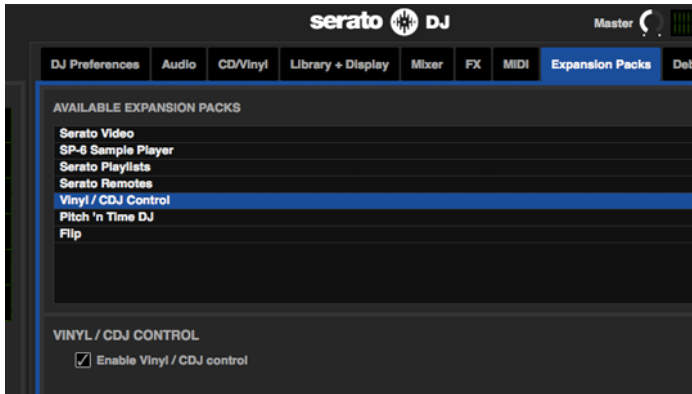 serato DJ
Master
DJ Preferences Audio CD/Vinyl Library + Display Mixer FX MIDI Expansion Packs Deb
AVAILABLE EXPANSION PACKS
Serato Video
SP-6 Sample Player
Serato Playlists
Serato Remotes
Vinyl / CDJ Control
Pitch 'n Time DJ
Flip
VINYL / CDJ CONTROL
Enable Vinyl / CDJ control